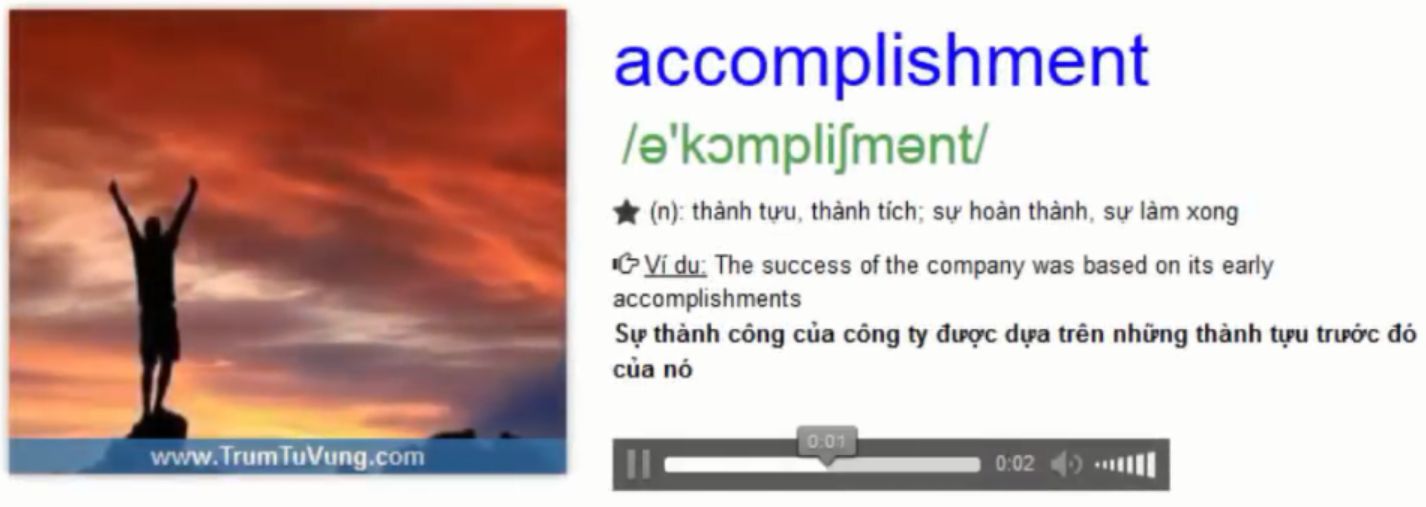 accomplishment
/ə'kɔmpliʃmənt/
★ (n): thành tựu, thành tích; sự hoàn thành, sự làm xong
Ví dụ: The success of the company was based on its early
accomplishments
Sự thành công của công ty được dựa trên những thành tựu trước đó
của nó
www.TrumTuVung.com
0:01
0:02